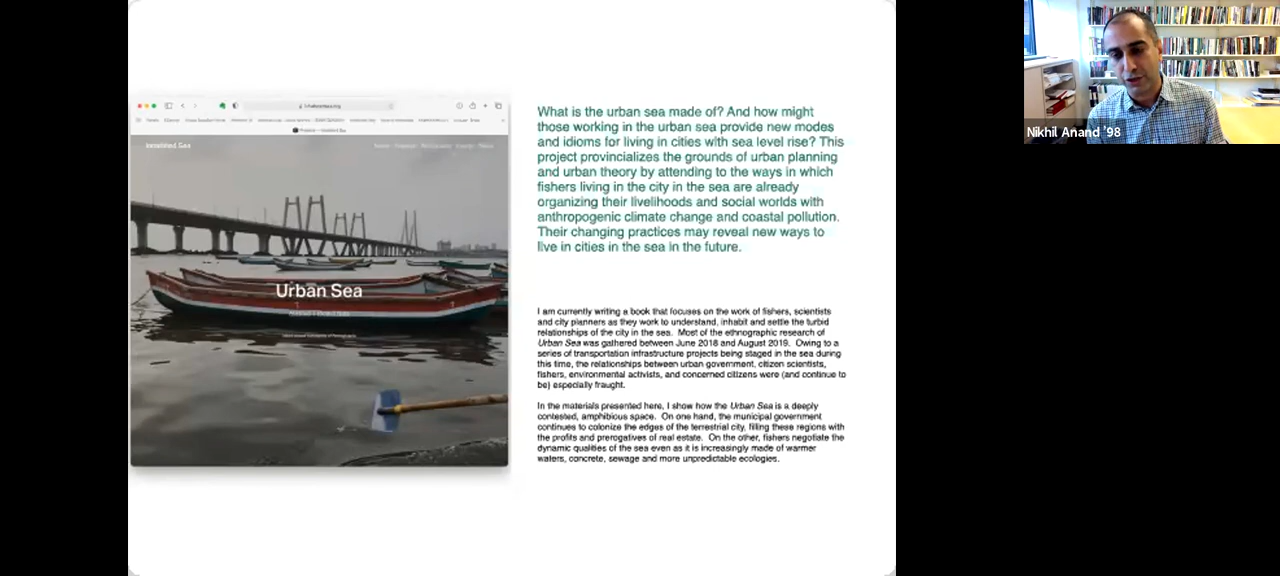 Inhabited Sea
Urban Sea
What is the urban sea made of? And how might
those working in the urban sea provide new modes
and idioms for living in cities with sea level rise? This
project provincializes the grounds of urban planning
and urban theory by attending to the ways in which
fishers living in the city in the sea are already
organizing their livelihoods and social worlds with
anthropogenic climate change and coastal pollution.
Their changing practices may reveal new ways to
live in cities in the sea in the future.
I am currently writing a book that focuses on the work of fishers, scientists
and city planners as they work to understand, inhabit and settle the turbid
relationships of the city in the sea. Most of the ethnographic research of
Urban Sea was gathered between June 2018 and August 2019. Owing to a
series of transportation infrastructure projects being staged in the sea during
this time, the relationships between urban government, citizen scientists,
fishers, environmental activists, and concerned citizens were (and continue to
be) especially fraught.
In the materials presented here, I show how the Urban Sea is a deeply
contested, amphibious space. On one hand, the municipal government
continues to colonize the edges of the terrestrial city, filling these regions with
the profits and prerogatives of real estate. On the other, fishers negotiate the
dynamic qualities of the sea even as it is increasingly made of warmer
waters, concrete, sewage and more unpredictable ecologies.
Nikhil Anand '98